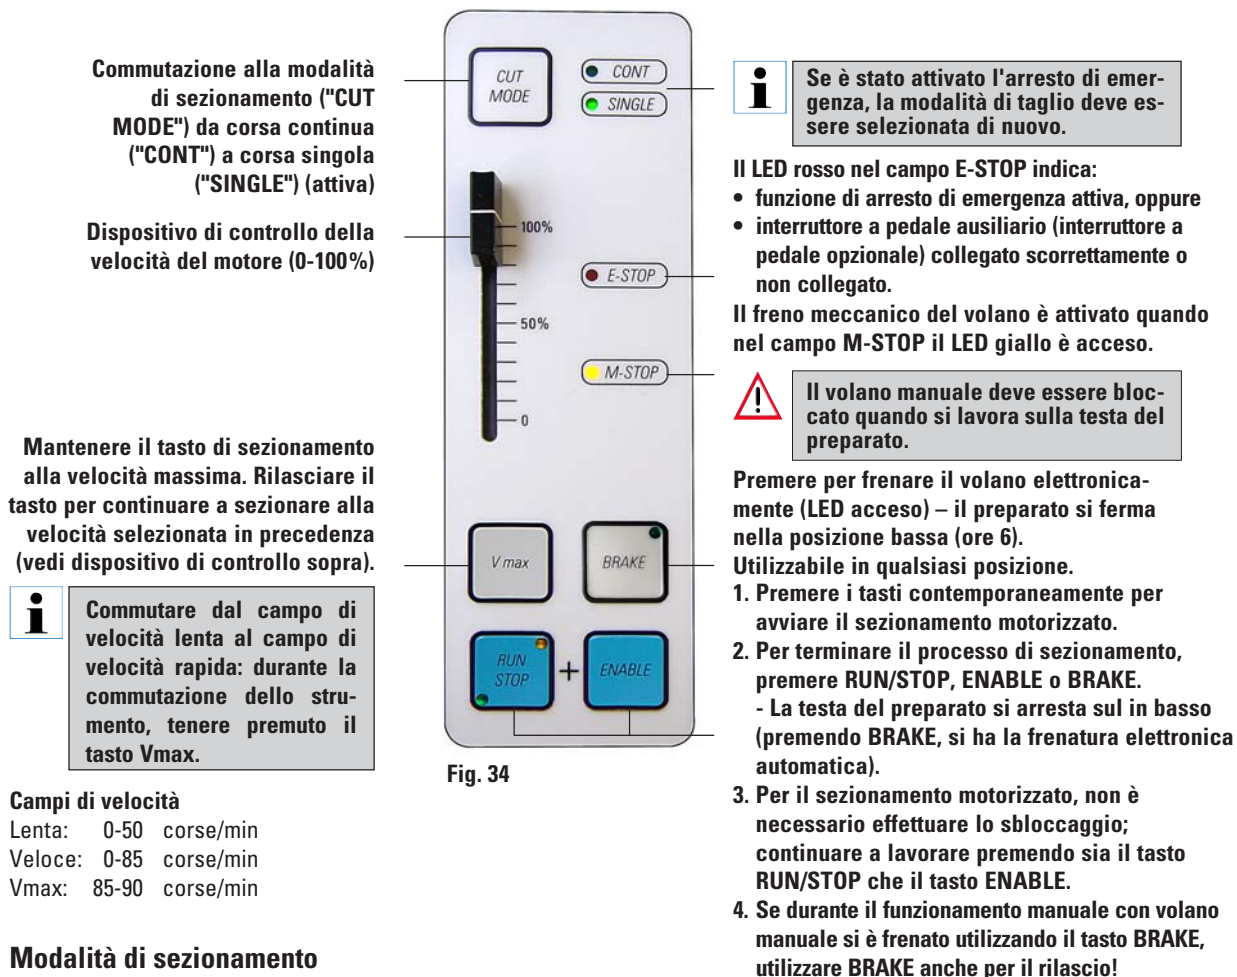 Commutazione alla modalità
di sezionamento ("CUT
MODE") da corsa continua
("CONT") a corsa singola
("SINGLE") (attiva)
Dispositivo di controllo della
velocità del motore (0-100%)
Mantenere il tasto di sezionamento
alla velocità massima. Rilasciare il
tasto per continuare a sezionare alla
velocità selezionata in precedenza
(vedi dispositivo di controllo sopra).
i
Commutare dal campo di
velocità lenta al campo di
velocità rapida: durante la
commutazione dello stru-
mento, tenere premuto il
tasto Vmax.
Campi di velocità
Lenta: 0-50 corse/min
Veloce: 0-85 corse/min
Vmax: 85-90 corse/min
Modalità di sezionamento
CUT
MODE
CONT
SINGLE
100%
E-STOP
50%
M-STOP
0
V max
BRAKE
RUN
STOP
+
ENABLE
Fig. 34
i
Se è stato attivato l'arresto di emer-
genza, la modalità di taglio deve es-
sere selezionata di nuovo.
Il LED rosso nel campo E-STOP indica:
• funzione di arresto di emergenza attiva, oppure
• interruttore a pedale ausiliario (interruttore a
pedale opzionale) collegato scorrettamente o
non collegato.
Il freno meccanico del volano è attivato quando
nel campo M-STOP il LED giallo è acceso.
!
Il volano manuale deve essere bloc-
cato quando si lavora sulla testa del
preparato.
Premere per frenare il volano elettronica-
mente (LED acceso) – il preparato si ferma
nella posizione bassa (ore 6).
Utilizzabile in qualsiasi posizione.
1. Premere i tasti contemporaneamente per
avviare il sezionamento motorizzato.
2. Per terminare il processo di sezionamento,
premere RUN/STOP, ENABLE o BRAKE.
- La testa del preparato si arresta sul in basso
(premendo BRAKE, si ha la frenatura elettronica
automatica).
3. Per il sezionamento motorizzato, non è
necessario effettuare lo sbloccaggio;
continuare a lavorare premendo sia il tasto
RUN/STOP che il tasto ENABLE.
4. Se durante il funzionamento manuale con volano
manuale si è frenato utilizzando il tasto BRAKE,
utilizzare BRAKE anche per il rilascio!